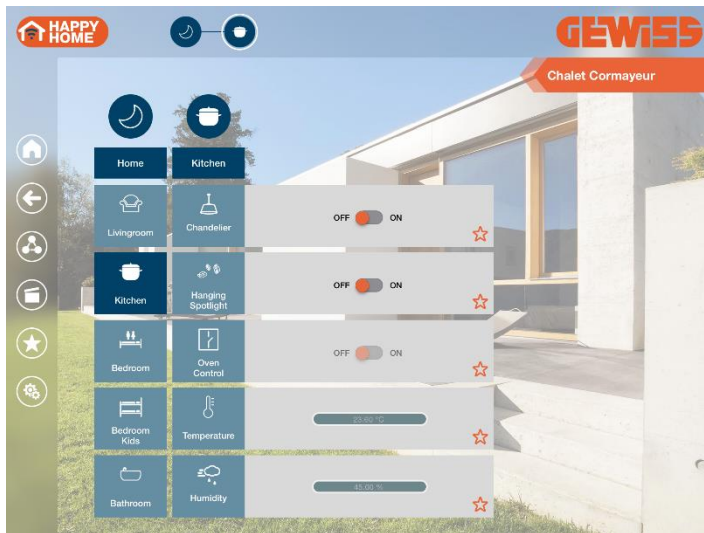 HAPPY
HOME
GEWISS
Chalet Cormayeur
Home
Kitchen
Livingroom
Chandelier
OFF ON
Kitchen
Hanging
Spotlight
OFF ON
Bedroom
Oven
Control
OFF ON
Bedroom
Kids
Temperature
23.60 °C
Bathroom
Humidity
45.00 %